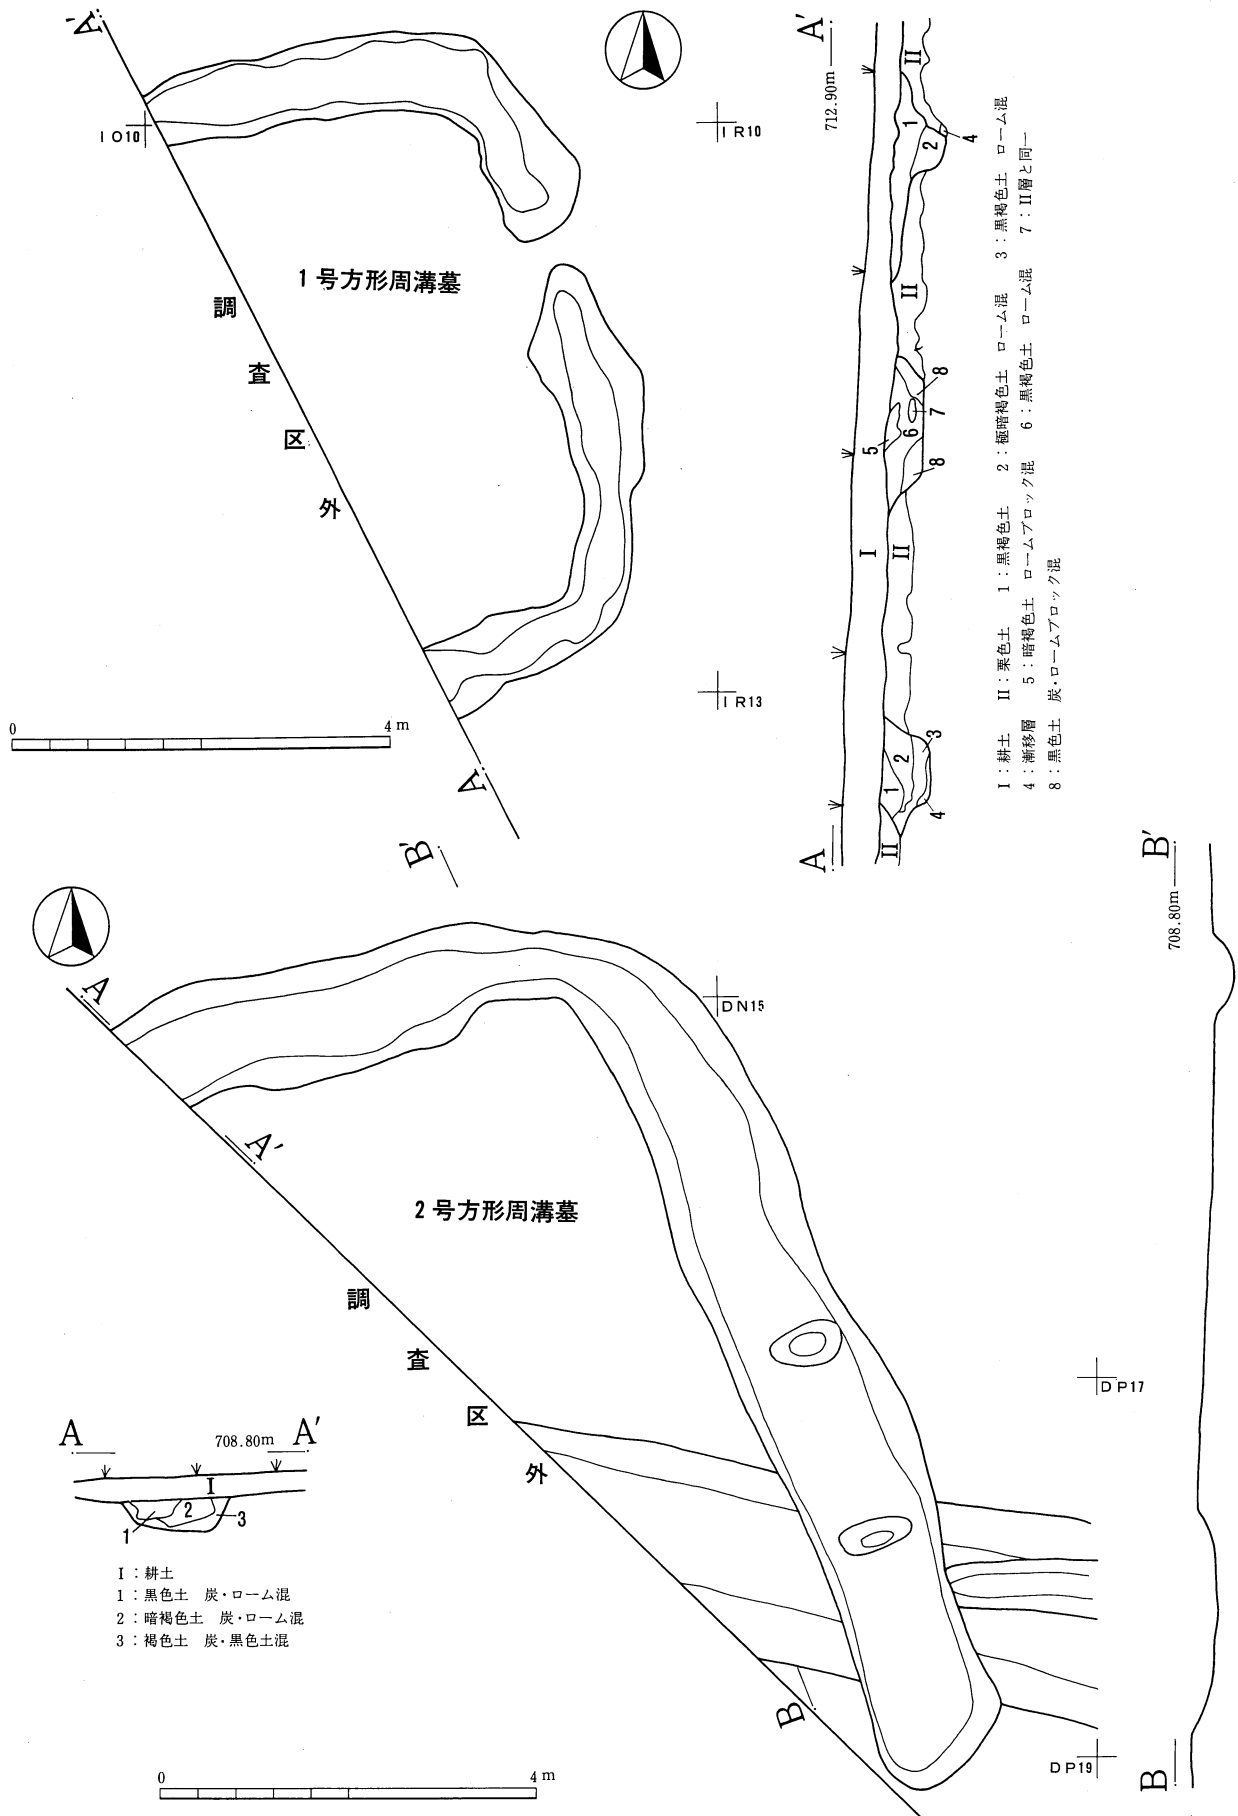 A'
I O10
I R10
1号方形周溝墓
調査区外
I R13
0 4 m
A
A'
712.90m
II
1
2
4
II
8
7
6
5
8
I
II
3
2
1
4
II
A
I：耕土 II：栗色土 1：黒褐色土 2：極暗褐色土 ローム混 3：黒褐色土 ローム混
4：漸移層 5：暗褐色土 ロームブロック混 6：黒褐色土 ローム混 7：II層と同一
8：黒色土 炭・ロームブロック混
B'
A
DN15
A'
2号方形周溝墓
調査区外
DP17
B
DP19
0 4 m
A 708.80m A'
I
1
2
3
I：耕土
1：黒色土 炭・ローム混
2：暗褐色土 炭・ローム混
3：褐色土 炭・黒色土混
B'
708.80m
B